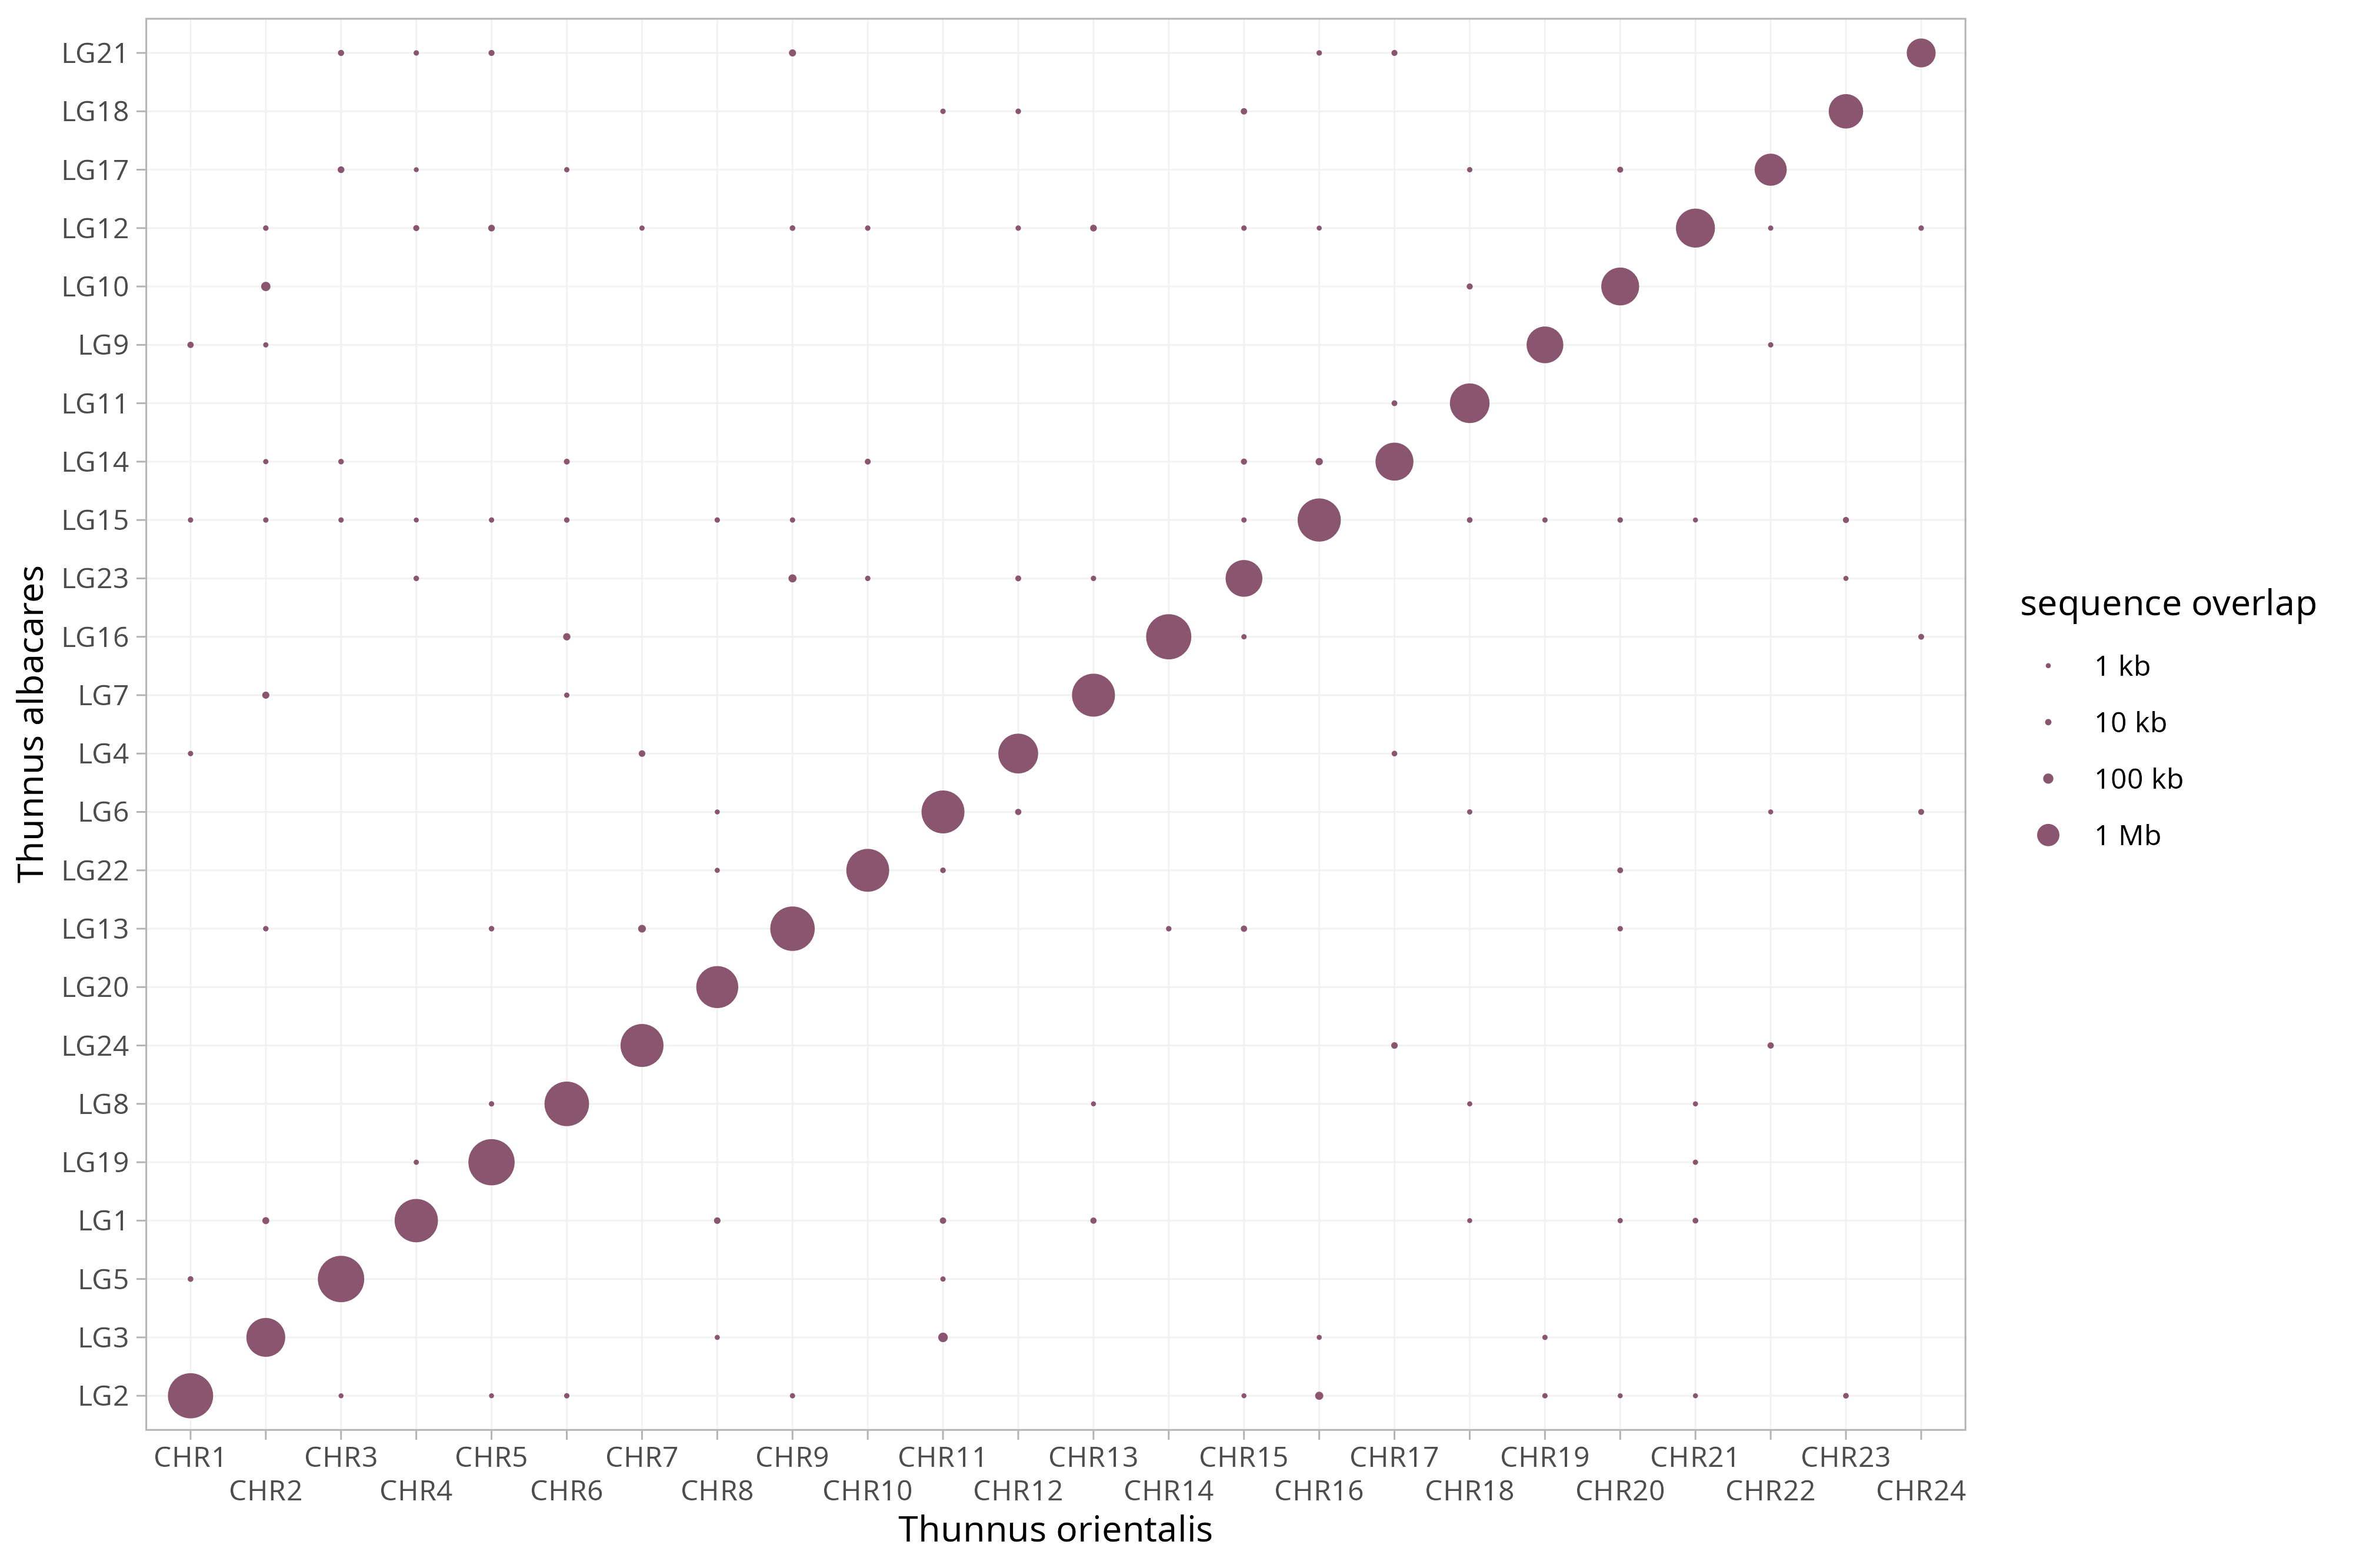 LG21
LG18
LG17
LG12
LG10
LG9
LG11
LG14
LG15
LG23
LG16
LG7
LG4
LG6
LG22
LG13
LG20
LG24
LG8
LG19
LG1
LG5
LG3
LG2
Thunnus albacares
CHR1 CHR3 CHR5 CHR7 CHR9 CHR11 CHR13 CHR15 CHR17 CHR19 CHR21 CHR23
CHR2 CHR4 CHR6 CHR8 CHR10 CHR12 CHR14 CHR16 CHR18 CHR20 CHR22 CHR24
Thunnus orientalis
sequence overlap
1 kb
10 kb
100 kb
1 Mb